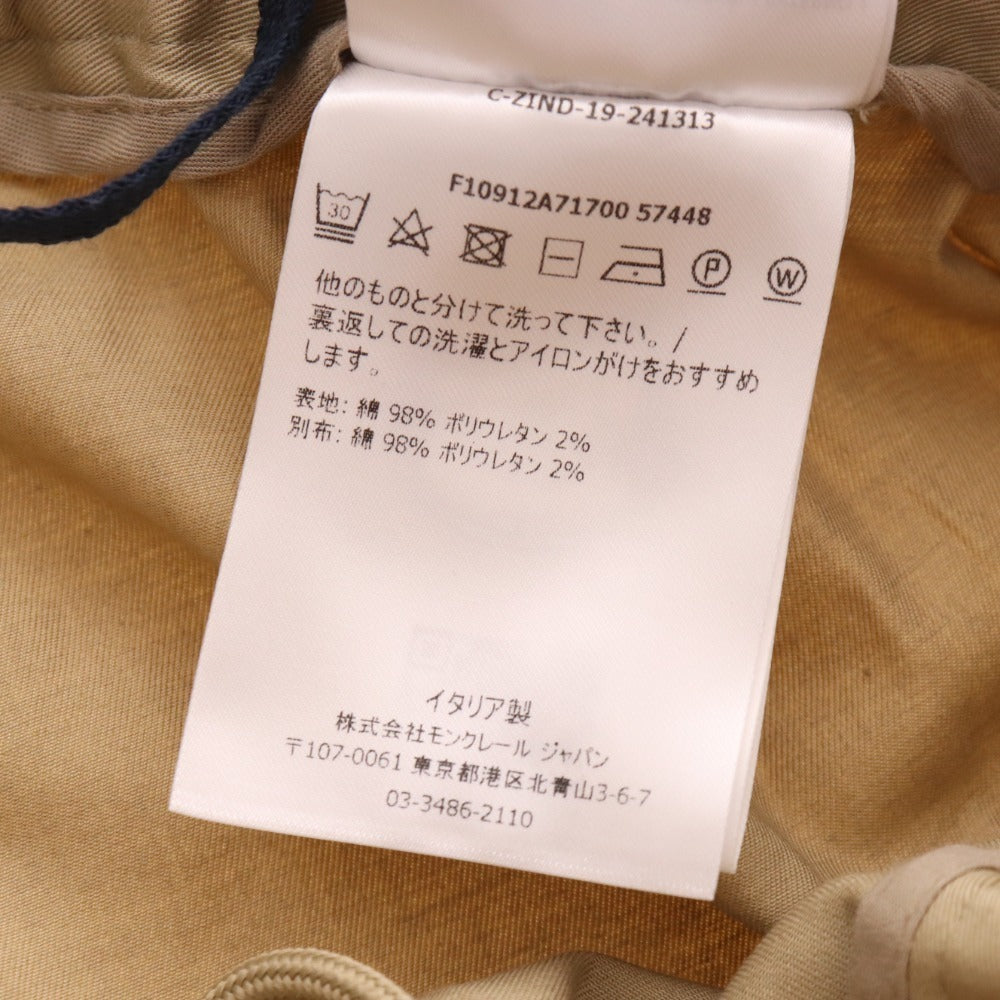 C-ZIND-19-241313
F10912A71700 57448
30 P W
他のものと分けて洗って下さい。/
裏返しての洗濯とアイロンがけをおすすめ
します。
表地: 綿 98% ポリウレタン 2%
別布: 綿 98% ポリウレタン 2%
イタリア製
株式会社モンクレール ジャパン
〒107-0061 東京都港区北青山3-6-7
03-3486-2110